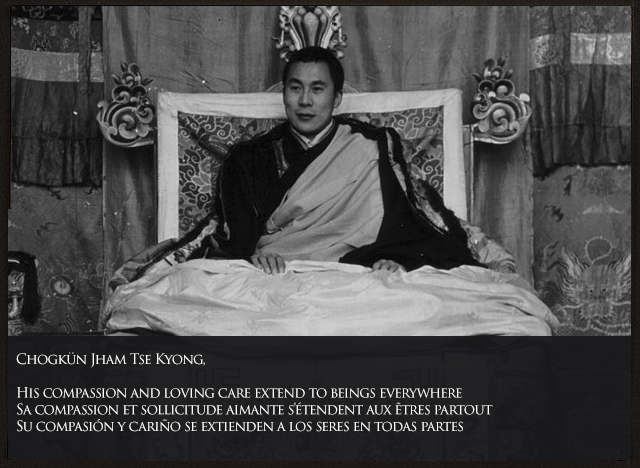 Chogkün Jham Tse Kyong,
His compassion and loving care extend to beings everywhere
Sa compassion et sollicitude aimante s'étendent aux êtres partout
Su compasión y cariño se extienden a los seres en todas partes